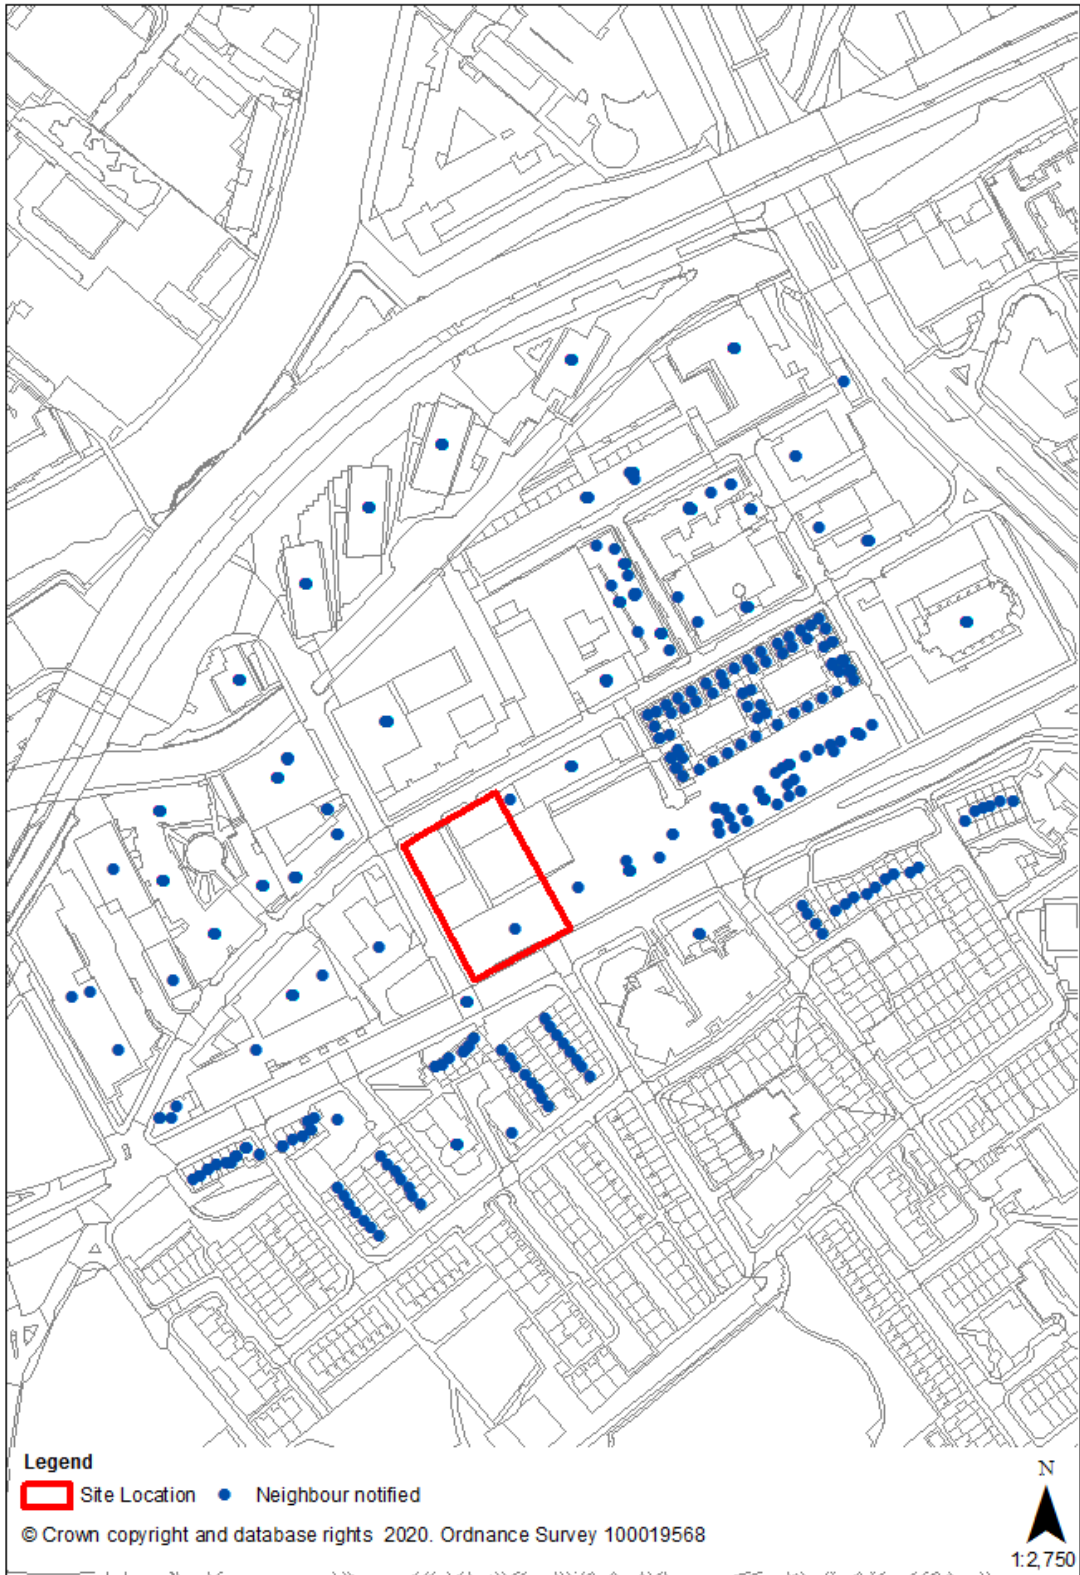 Legend
Site Location
Neighbour notified
© Crown copyright and database rights 2020. Ordnance Survey 100019568
N
1:2,750